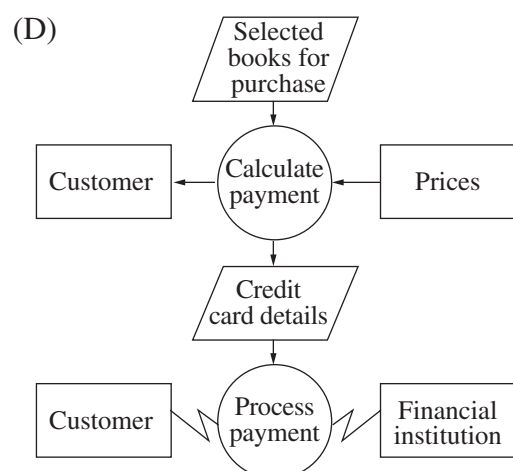 (D)
Selected
books for
purchase
Customer
Calculate
payment
Prices
Credit
card details
Customer
Process
payment
Financial
institution